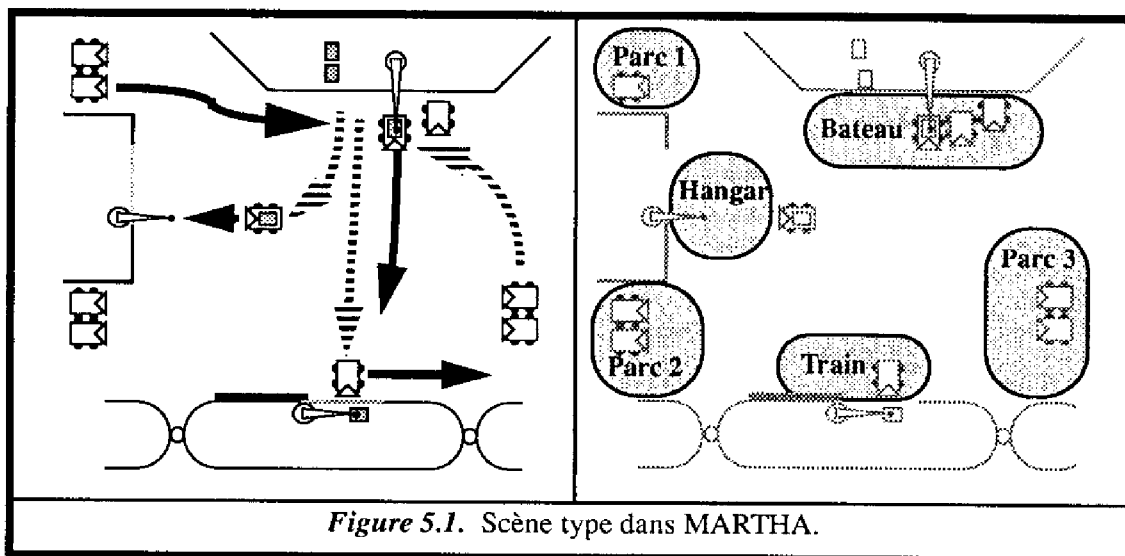 Parc 1
Bateau
Hangar
Parc 3
Train
Parc 2
Figure 5.1. Scène type dans MARTHA.